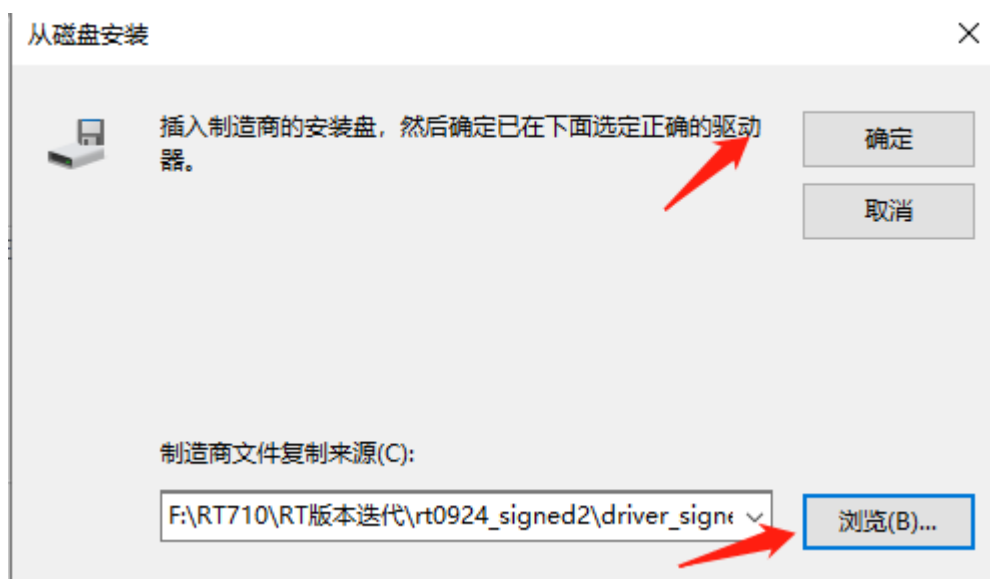 从磁盘安装
插入制造商的安装盘，然后确定已在下面选定正确的驱动
器。
确定
取消
制造商文件复制来源(C):
F:\RT710\RT版本迭代\rt0924_signed2\driver_signe
浏览(B)...